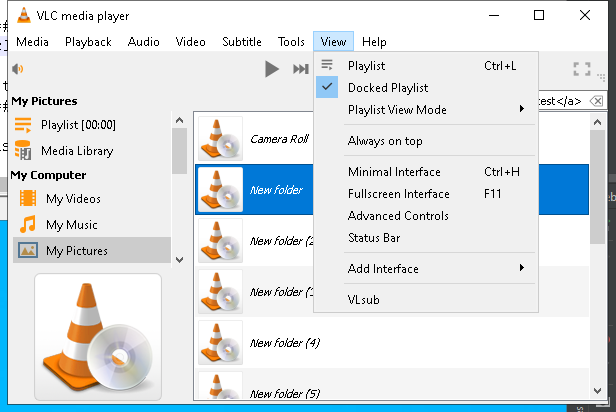 VLC media player
Media Playback Audio Video Subtitle Tools View Help
Playlist Ctrl+L
Docked Playlist
Playlist View Mode
Always on top
Minimal Interface Ctrl+H
Fullscreen Interface F11
Advanced Controls
Status Bar
Add Interface
VLsub
My Pictures
Playlist [00:00]
Media Library
My Computer
My Videos
My Music
My Pictures
test</a>
Camera Roll
New folder
New folder (2
New folder (3
New folder (4)
New folder (5)